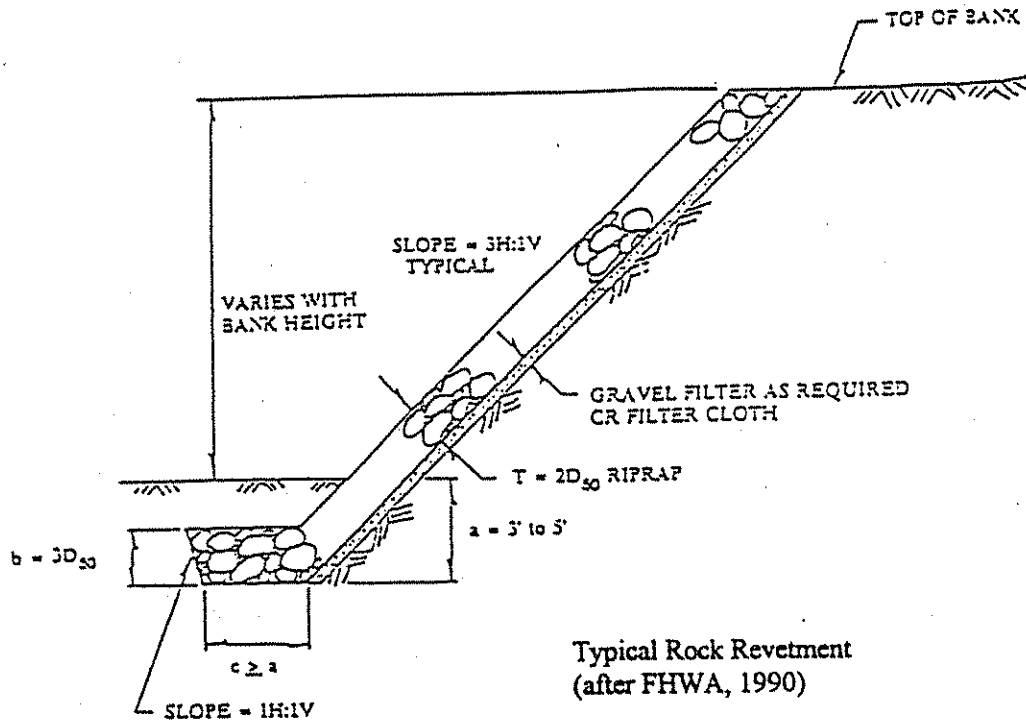 TOP OF BANK
SLOPE = 3H:1V
TYPICAL
VARIES WITH
BANK HEIGHT
GRAVEL FILTER AS REQUIRED
CR FILTER CLOTH
T = 2D50 RIPRAP
a = 3' to 5'
b = 3D50
c ≥ a
SLOPE = 1H:1V
Typical Rock Revetment
(after FHWA, 1990)